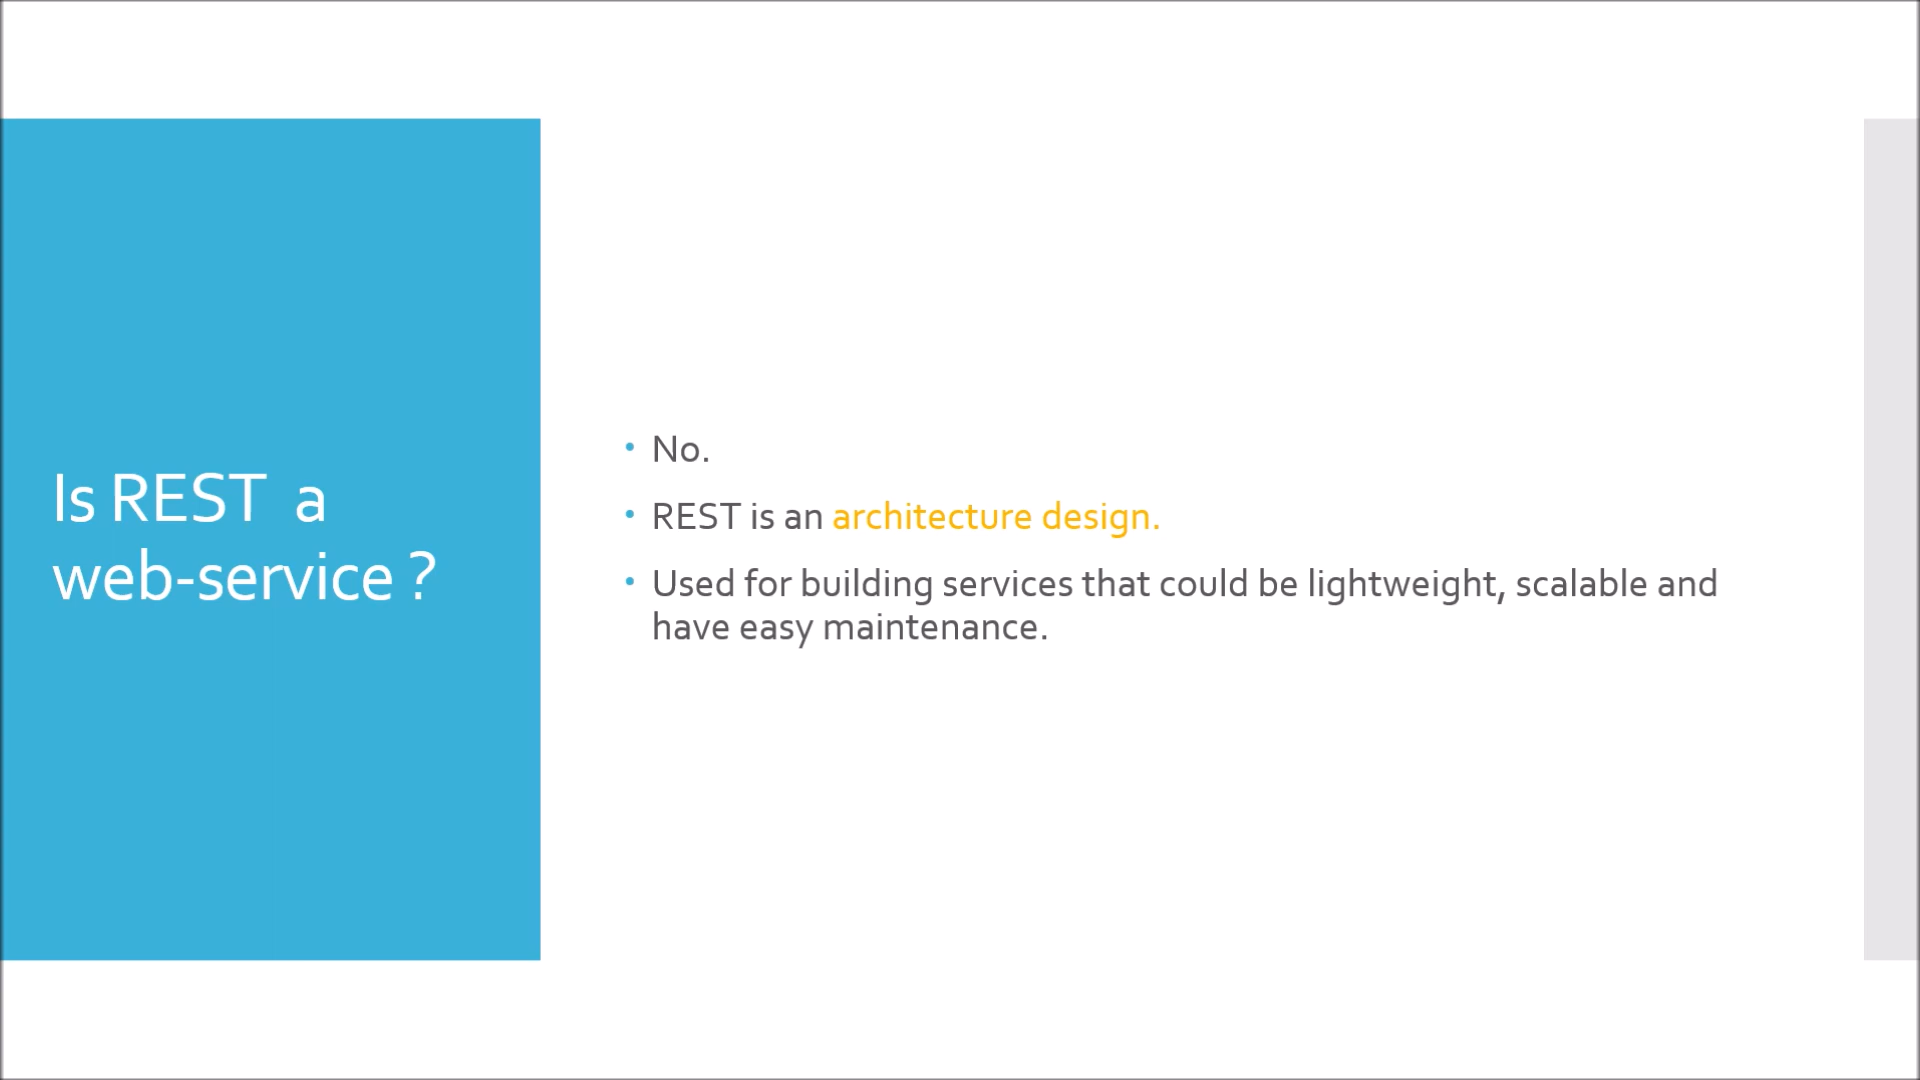 Is REST a
web-service ?
• No.
• REST is an architecture design.
• Used for building services that could be lightweight, scalable and
have easy maintenance.